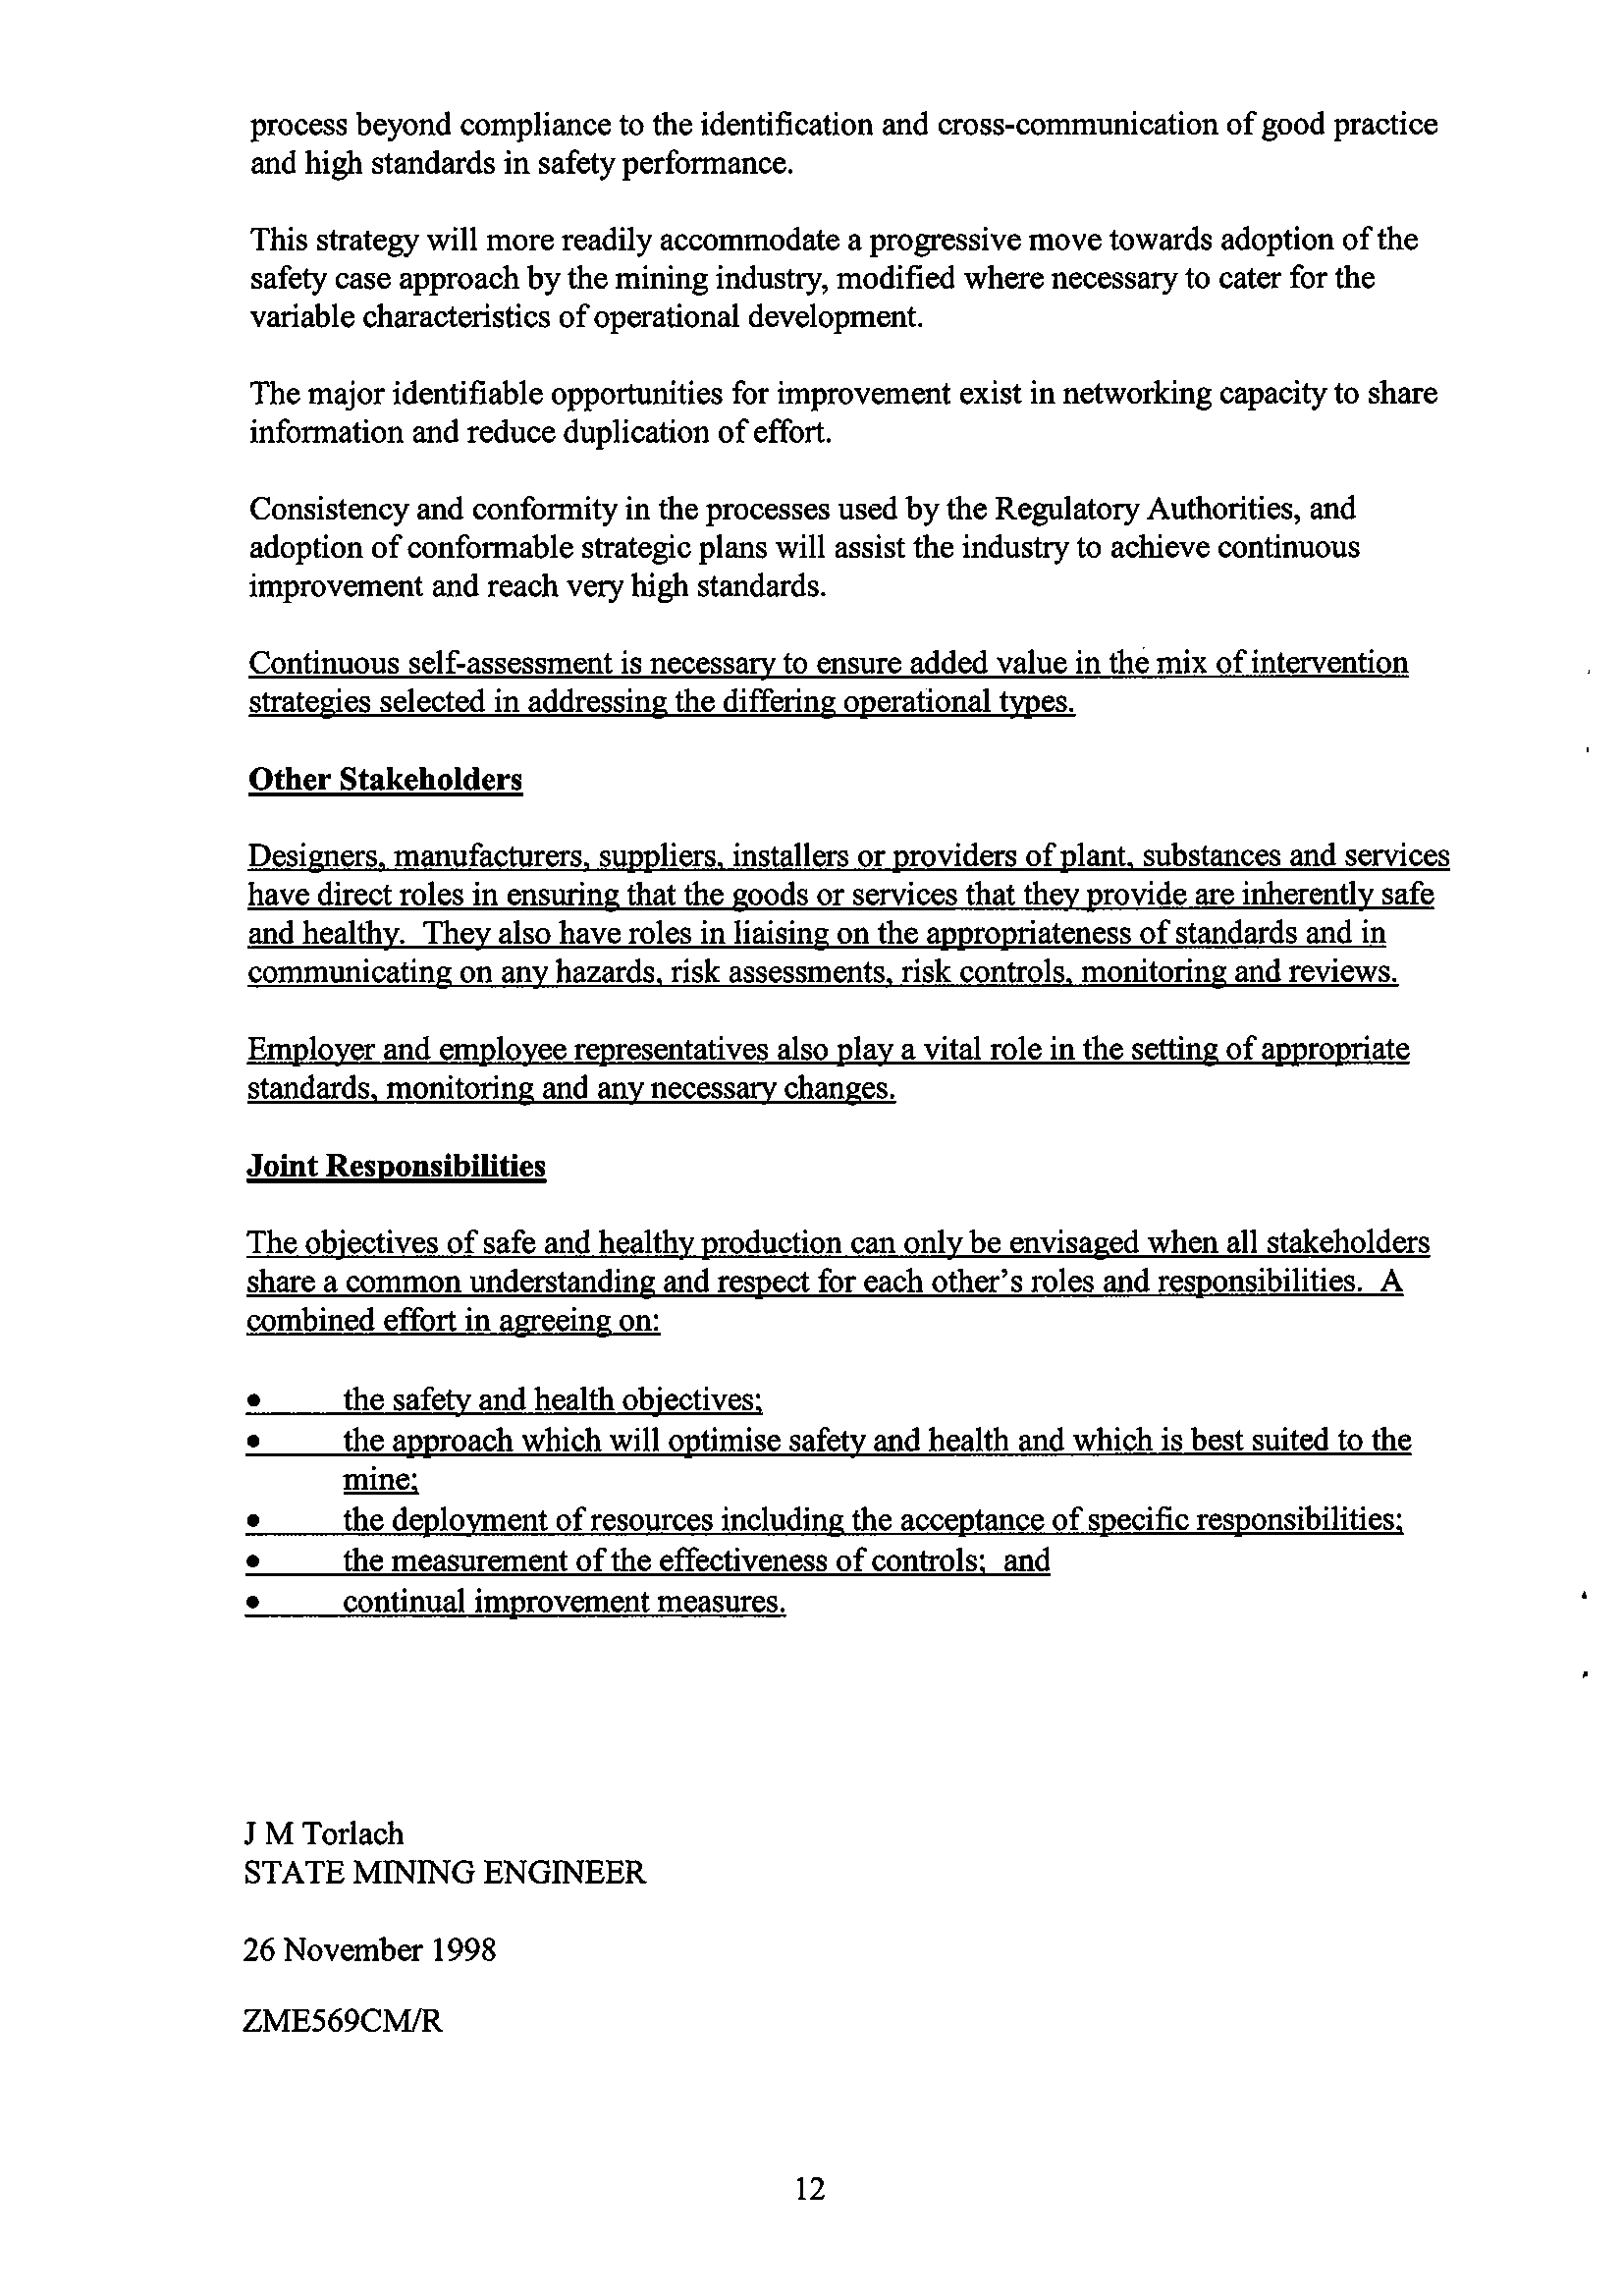 process beyond compliance to the identification and cross-communication of good practice
and high standards in safety performance.
This strategy will more readily accommodate a progressive move towards adoption of the
safety case approach by the mining industry, modified where necessary to cater for the
variable characteristics of operational development.
The major identifiable opportunities for improvement exist in networking capacity to share
information and reduce duplication of effort.
Consistency and conformity in the processes used by the Regulatory Authorities, and
adoption of conformable strategic plans will assist the industry to achieve continuous
improvement and reach very high standards.
Continuous self-assessment is necessary to ensure added value in the mix of intervention
strategies selected in addressing the differing operational types.
Other Stakeholders
Designers, manufacturers, suppliers, installers or providers of plant, substances and services
have direct roles in ensuring that the goods or services that they provide are inherently safe
and healthy.  They also have roles in liaising on the appropriateness of standards and in
communicating on any hazards, risk assessments, risk controls, monitoring and reviews.
Employer and employee representatives also play a vital role in the setting of appropriate
standards, monitoring and any necessary changes.
Joint Responsibilities
The objectives of safe and healthy production can only be envisaged when all stakeholders
share a common understanding and respect for each other's roles and responsibilities.  A
combined effort in agreeing on:
• the safety and health objectives;
• the approach which will optimise safety and health and which is best suited to the
mine;
• the deployment of resources including the acceptance of specific responsibilities;
• the measurement of the effectiveness of controls;  and
• continual improvement measures.
J M Torlach
STATE MINING ENGINEER
26 November 1998
ZME569CM/R
12